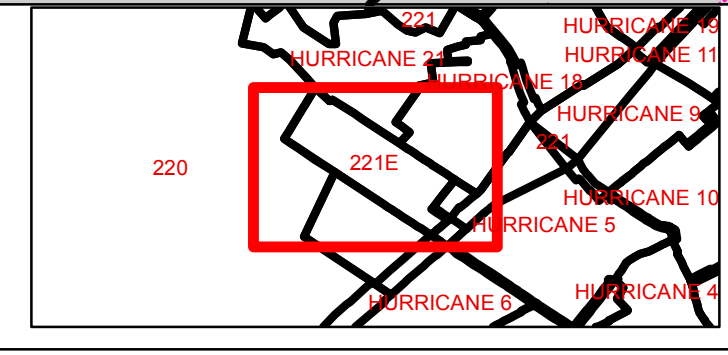 221
HURRICANE 19
HURRICANE 21
HURRICANE 11
HURRICANE 18
HURRICANE 9
221
220
221E
HURRICANE 10
HURRICANE 5
HURRICANE 6
HURRICANE 4